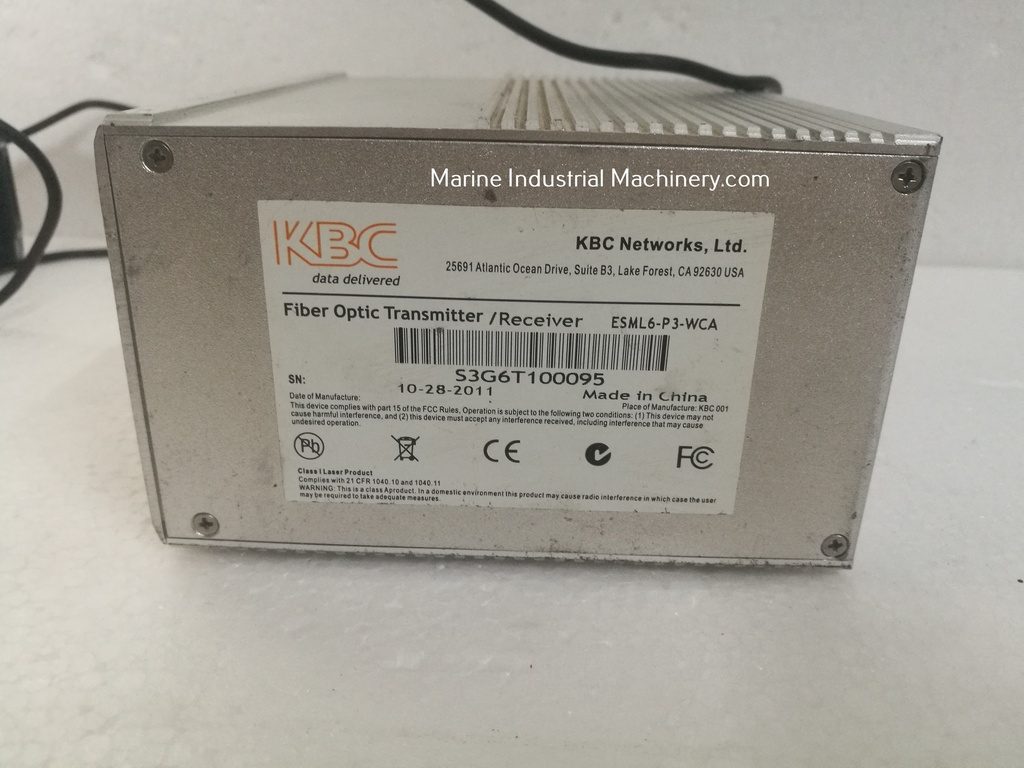 Marine Industrial Machinery.com
KBC
data delivered
KBC Networks, Ltd.
25691 Atlantic Ocean Drive, Suite B3, Lake Forest, CA 92630 USA
Fiber Optic Transmitter /Receiver ESML6-P3-WCA
S3G6T100095
SN:
10-28-2011 Made in China
Date of Manufacture: Place of Manufacture: KBC 001
This device complies with part 15 of the FCC Rules, Operation is subject to the following two conditions: (1) This device may not
cause harmful interference, and (2) this device must accept any interference received, including interference that may cause
undesired operation.
Pb CE FC
Class I Laser Product
Complies with 21 CFR 1040.10 and 1040.11
WARNING: This is a class Aproduct. In a domestic environment this product may cause radio interference in which case the user
may be required to take adequate measures.